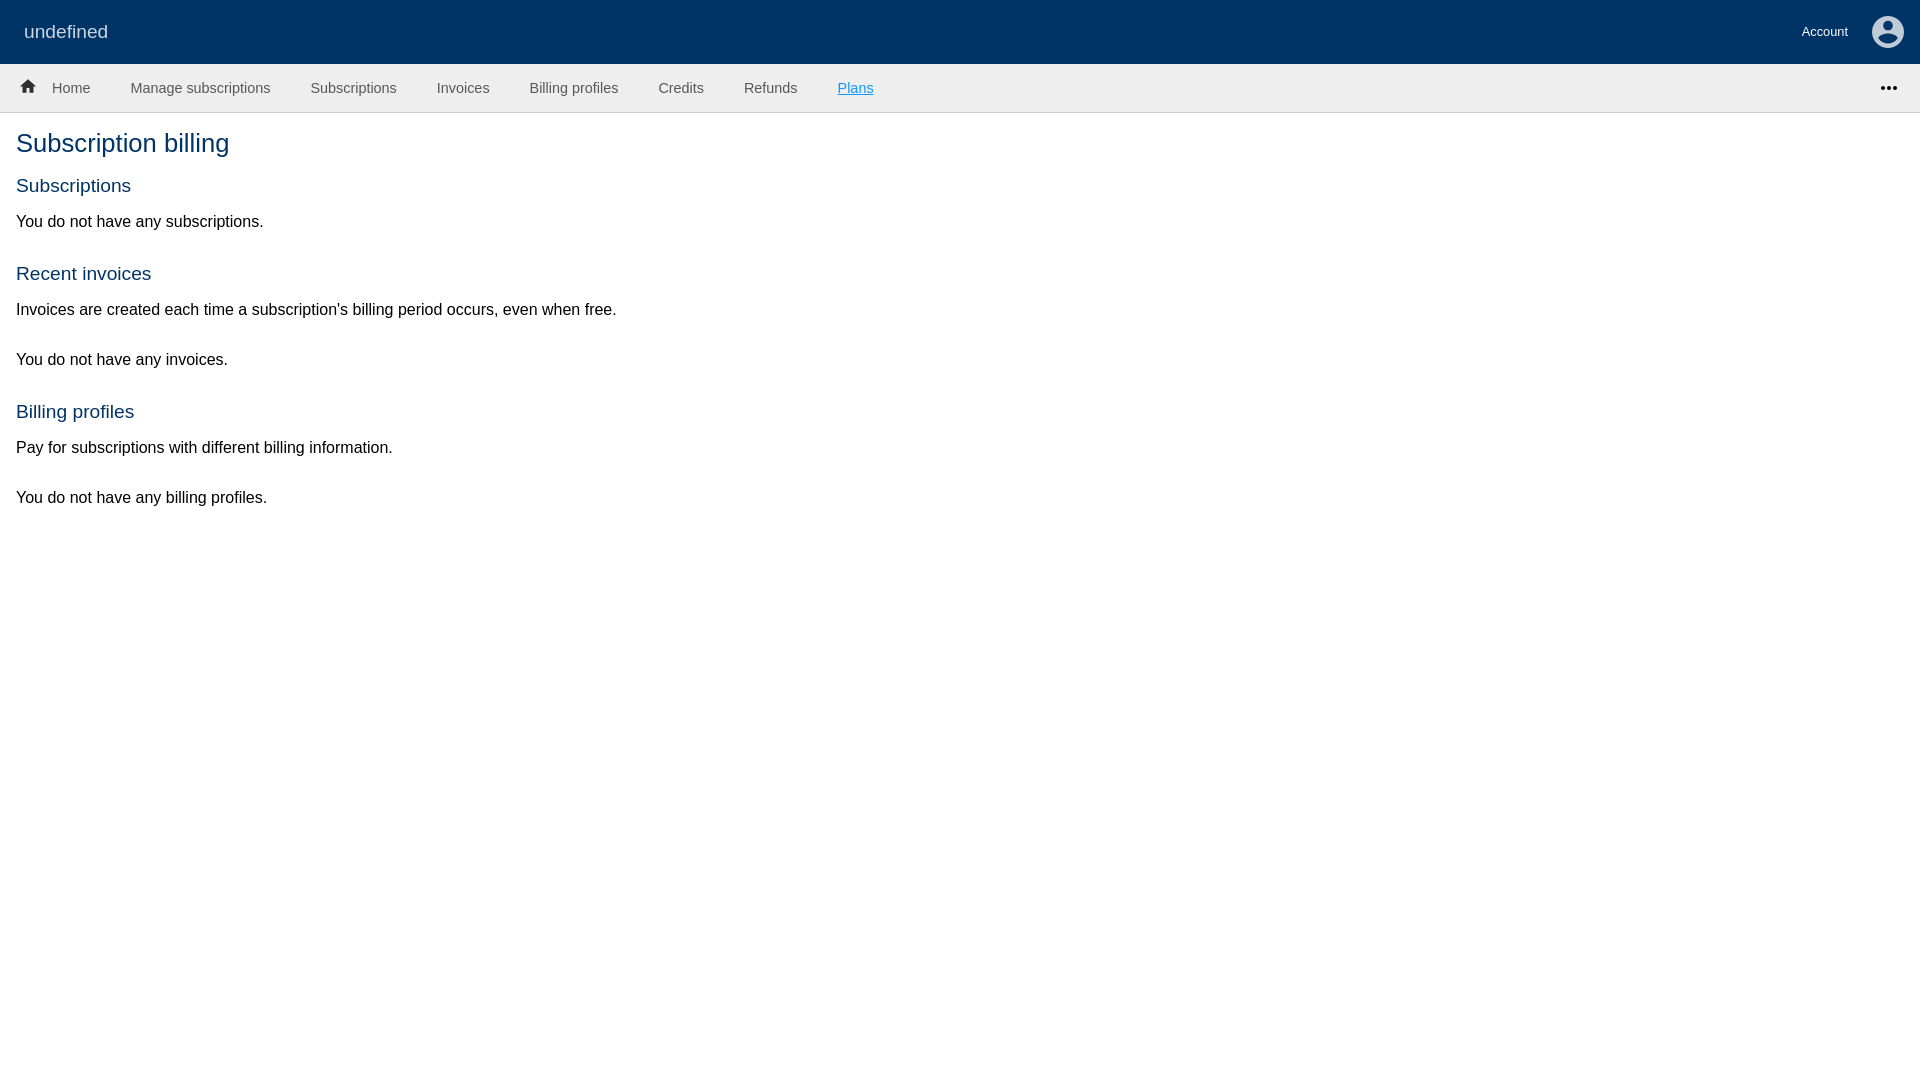 undefined
Account
Home Manage subscriptions Subscriptions Invoices Billing profiles Credits Refunds Plans
Subscription billing
Subscriptions
You do not have any subscriptions.
Recent invoices
Invoices are created each time a subscription's billing period occurs, even when free.
You do not have any invoices.
Billing profiles
Pay for subscriptions with different billing information.
You do not have any billing profiles.